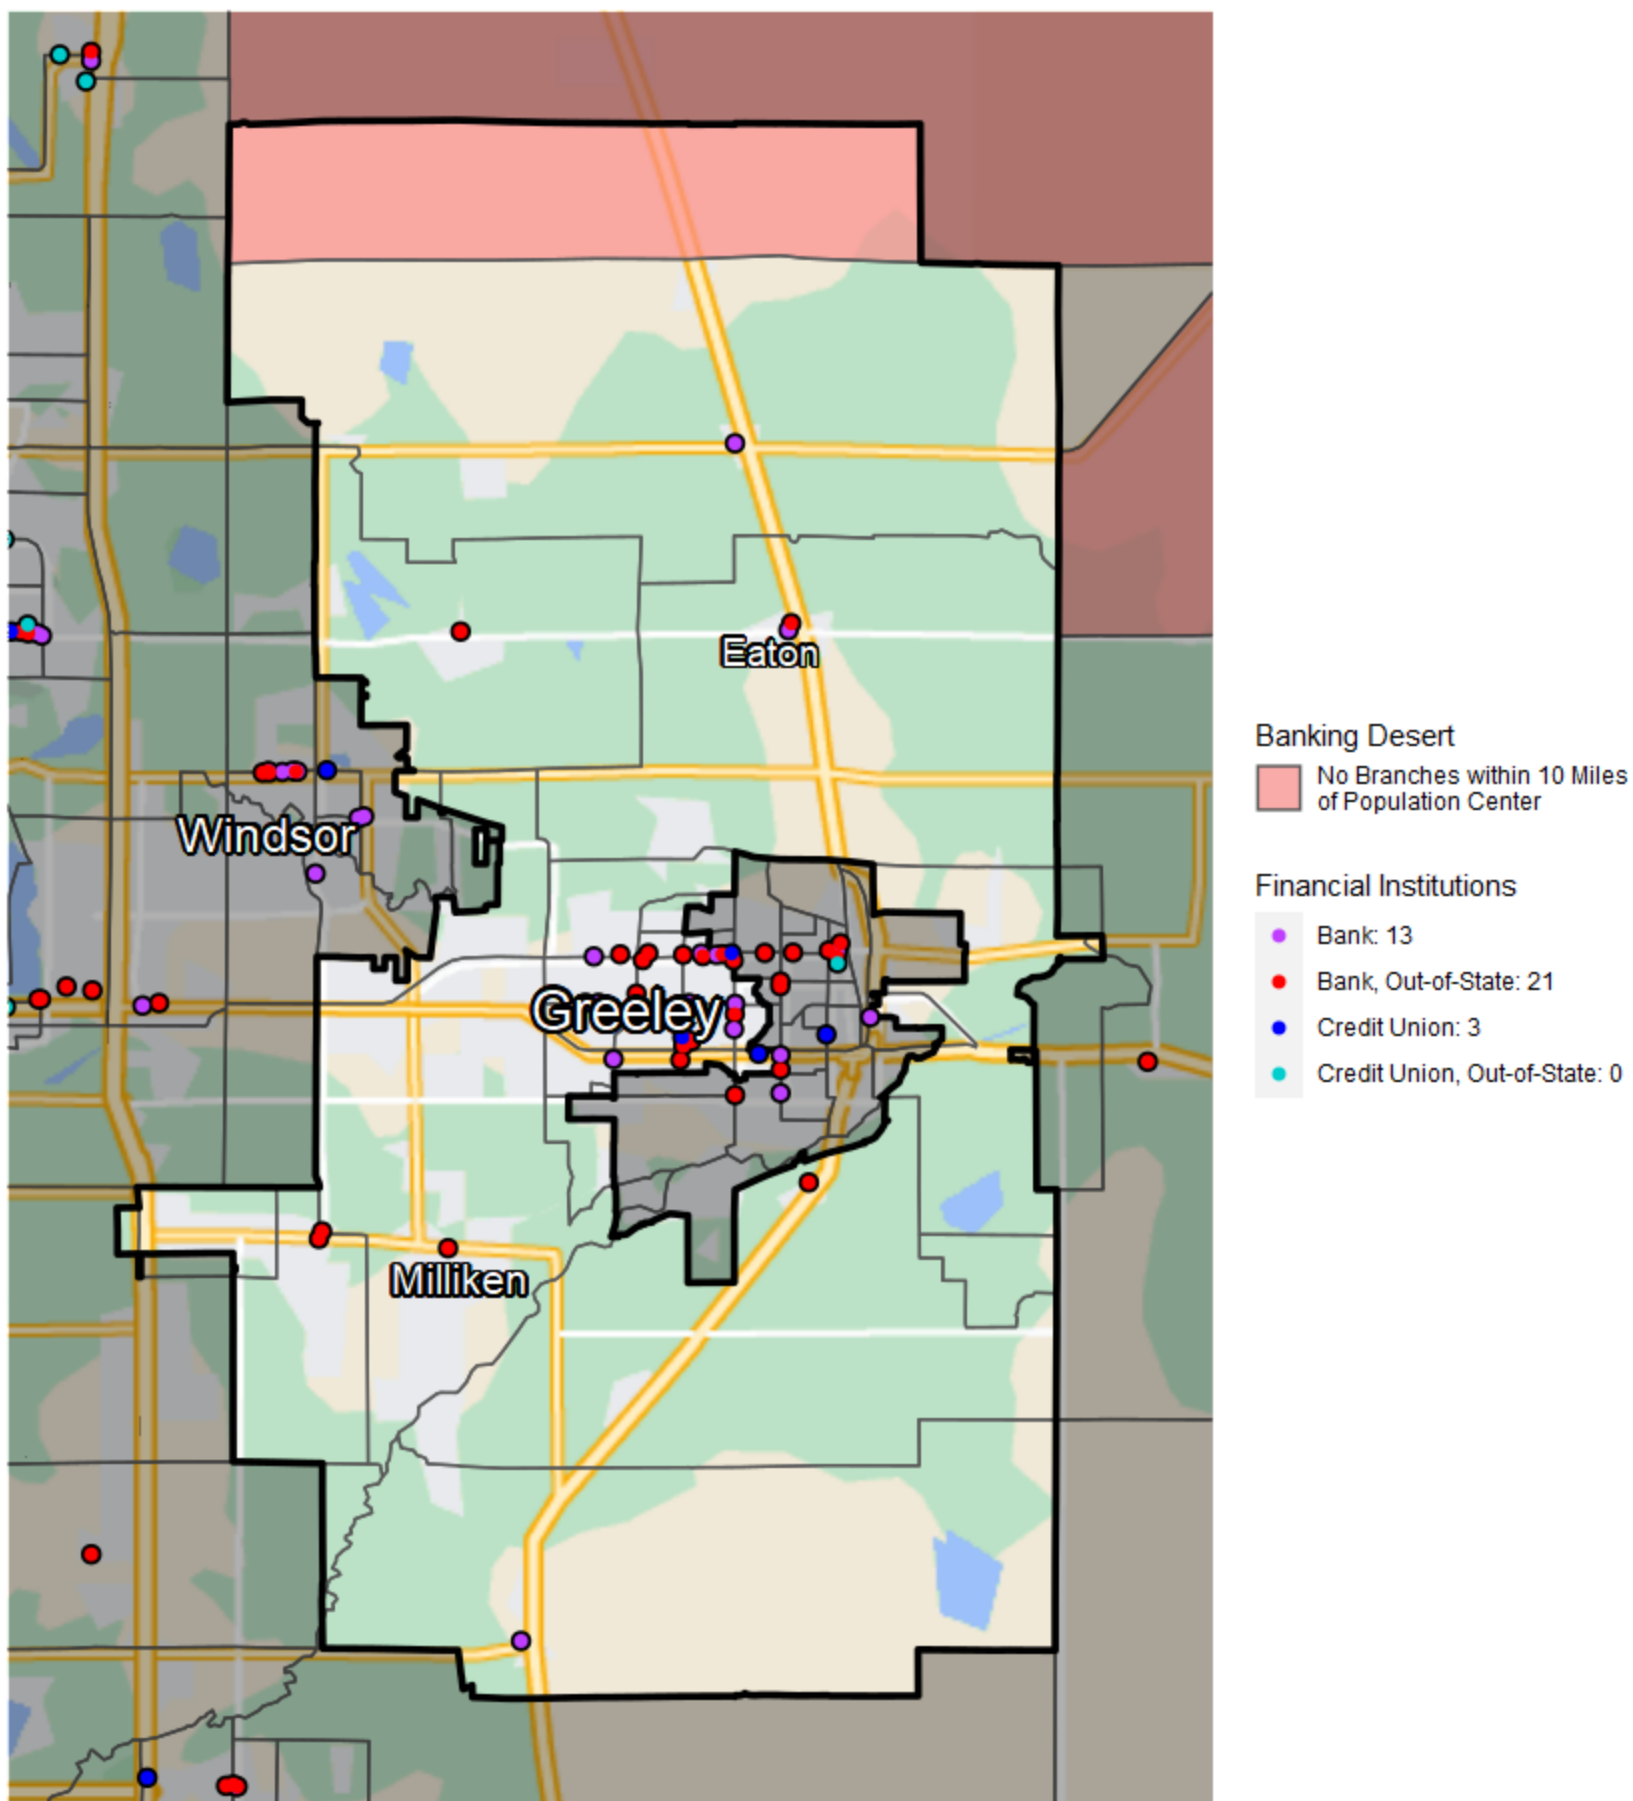 Eaton
Windsor
Greeley
Milliken
Banking Desert
No Branches within 10 Miles
of Population Center
Financial Institutions
Bank: 13
Bank, Out-of-State: 21
Credit Union: 3
Credit Union, Out-of-State: 0